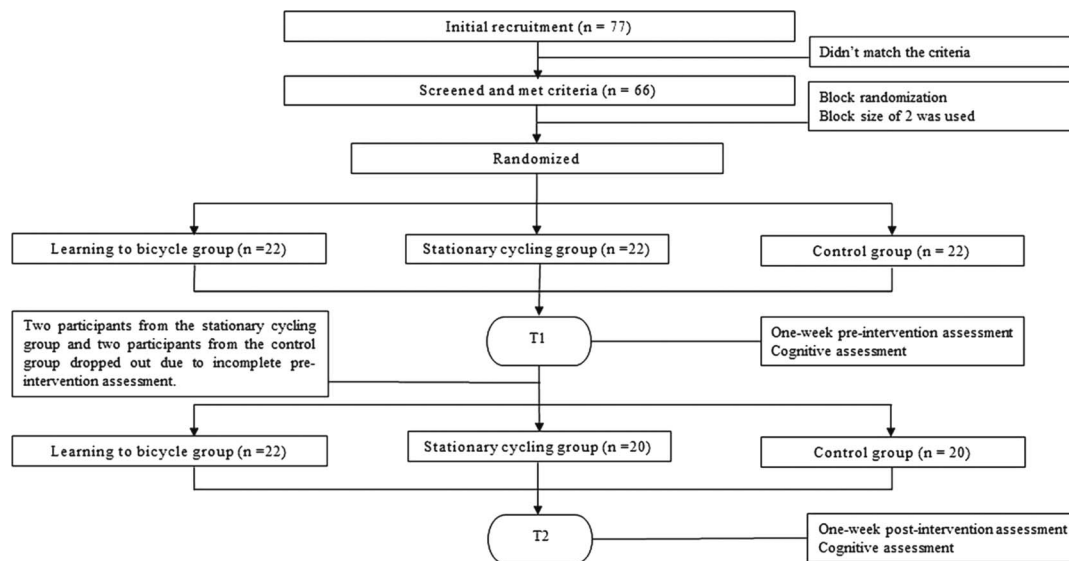 Initial recruitment (n = 77)
Didn't match the criteria
Screened and met criteria (n = 66)
Block randomization
Block size of 2 was used
Randomized
Learning to bicycle group (n =22)
Stationary cycling group (n =22)
Control group (n = 22)
Two participants from the stationary cycling
group and two participants from the control
group dropped out due to incomplete pre-
intervention assessment.
T1
One-week pre-intervention assessment
Cognitive assessment
Learning to bicycle group (n =22)
Stationary cycling group (n =20)
Control group (n = 20)
T2
One-week post-intervention assessment
Cognitive assessment